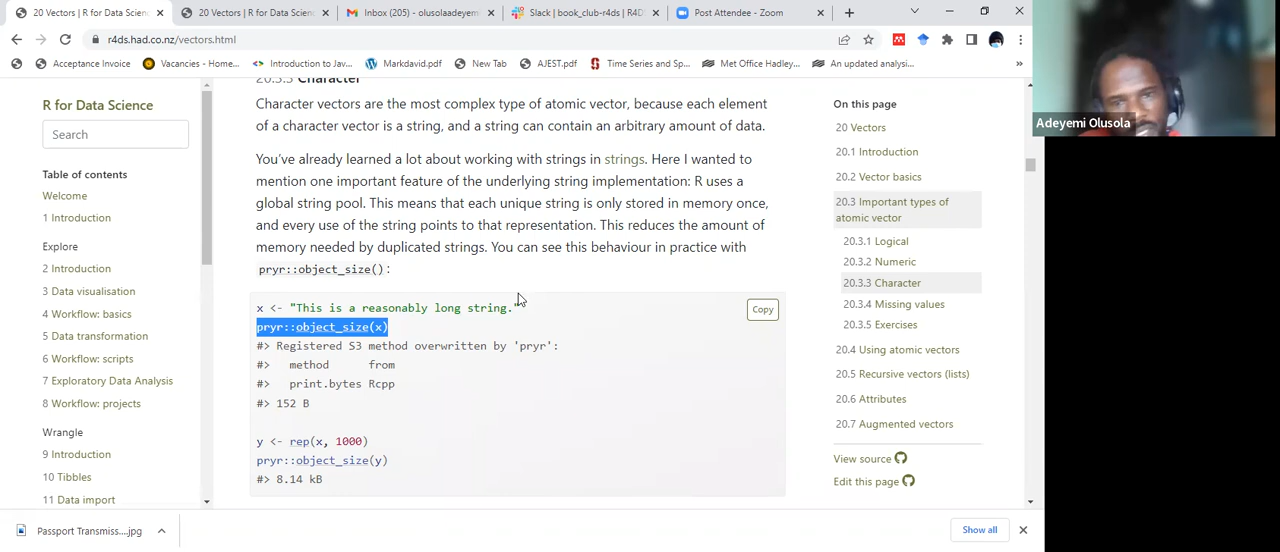 20 Vectors | R for Data Science
20 Vectors | R for Data Scienc
Inbox (205) - olusolaadeyem
Slack | book_club-r4ds | R4D
Post Attendee - Zoom
r4ds.had.co.nz/vectors.html
Acceptance Invoice
Vacancies - Home...
Introduction to Java...
Markdavid.pdf
New Tab
AJEST.pdf
Time Series and Sp...
Met Office Hadley...
An updated analysi...
»
R for Data Science
Search
Table of contents
Welcome
1 Introduction
Explore
2 Introduction
3 Data visualisation
4 Workflow: basics
5 Data transformation
6 Workflow: scripts
7 Exploratory Data Analysis
8 Workflow: projects
Wrangle
9 Introduction
10 Tibbles
11 Data import
20.3.3 Character
Character vectors are the most complex type of atomic vector, because each element
of a character vector is a string, and a string can contain an arbitrary amount of data.
You've already learned a lot about working with strings in strings. Here I wanted to
mention one important feature of the underlying string implementation: R uses a
global string pool. This means that each unique string is only stored in memory once,
and every use of the string points to that representation. This reduces the amount of
memory needed by duplicated strings. You can see this behaviour in practice with
pryr::object_size():
x <- "This is a reasonably long string."
Copy
pryr::object_size(x)
#> Registered S3 method overwritten by 'pryr':
#>   method      from
#>   print.bytes Rcpp
#> 152 B
y <- rep(x, 1000)
pryr::object_size(y)
#> 8.14 kB
On this page
20 Vectors
20.1 Introduction
20.2 Vector basics
20.3 Important types of
atomic vector
20.3.1 Logical
20.3.2 Numeric
20.3.3 Character
20.3.4 Missing values
20.3.5 Exercises
20.4 Using atomic vectors
20.5 Recursive vectors (lists)
20.6 Attributes
20.7 Augmented vectors
View source
Edit this page
Adeyemi Olusola
Passport Transmiss....jpg
Show all